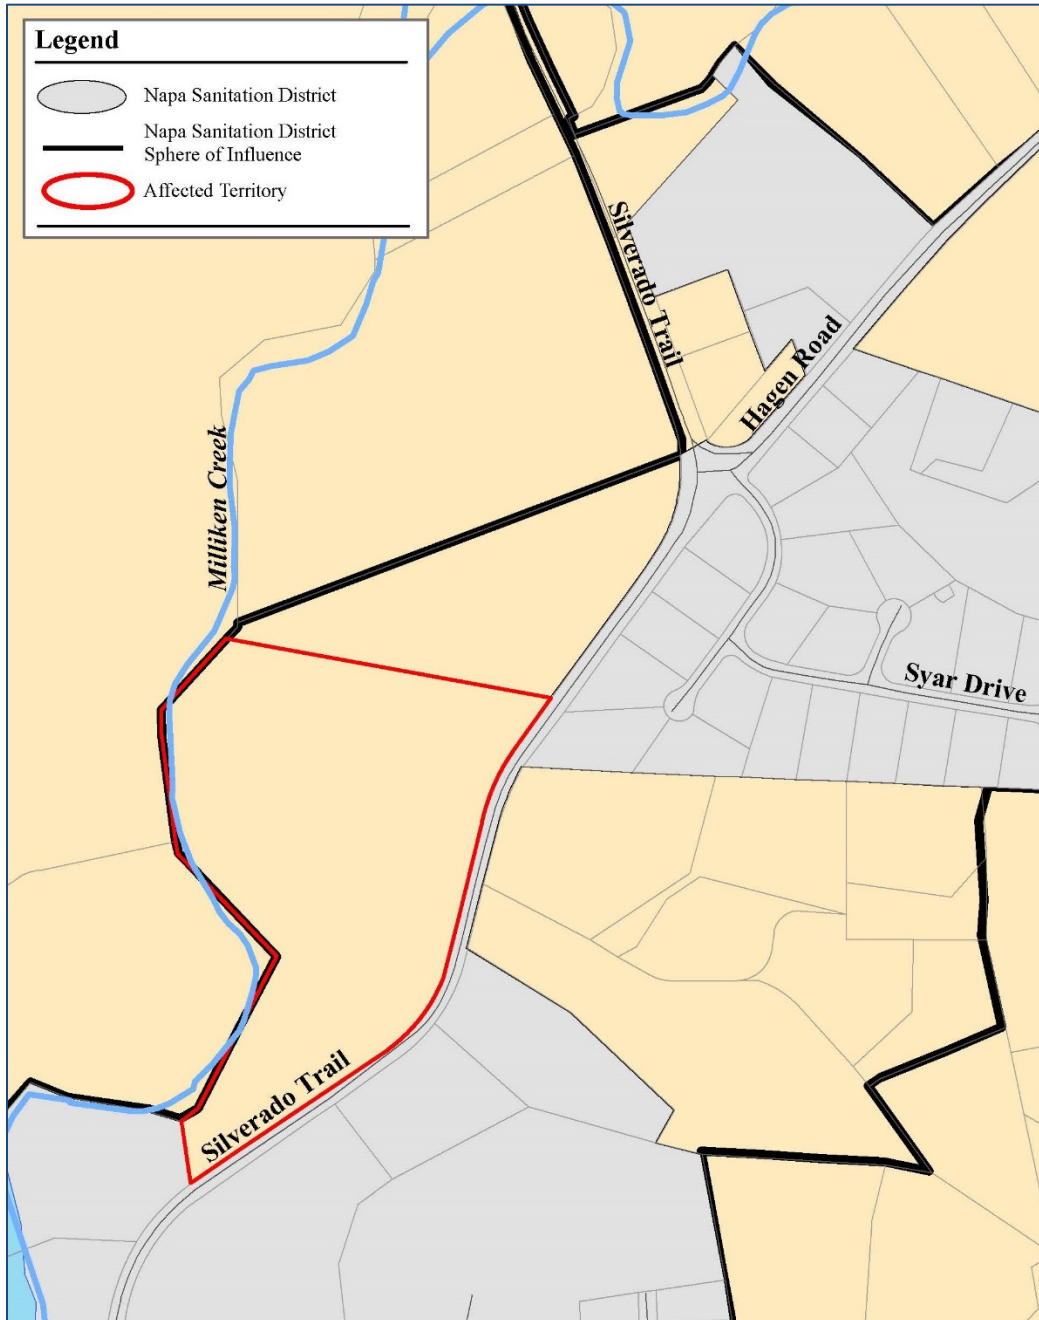 Legend
Napa Sanitation District
Napa Sanitation District
Sphere of Influence
Affected Territory
Silverado Trail
Hagen Road
Milliken Creek
Syar Drive
Silverado Trail